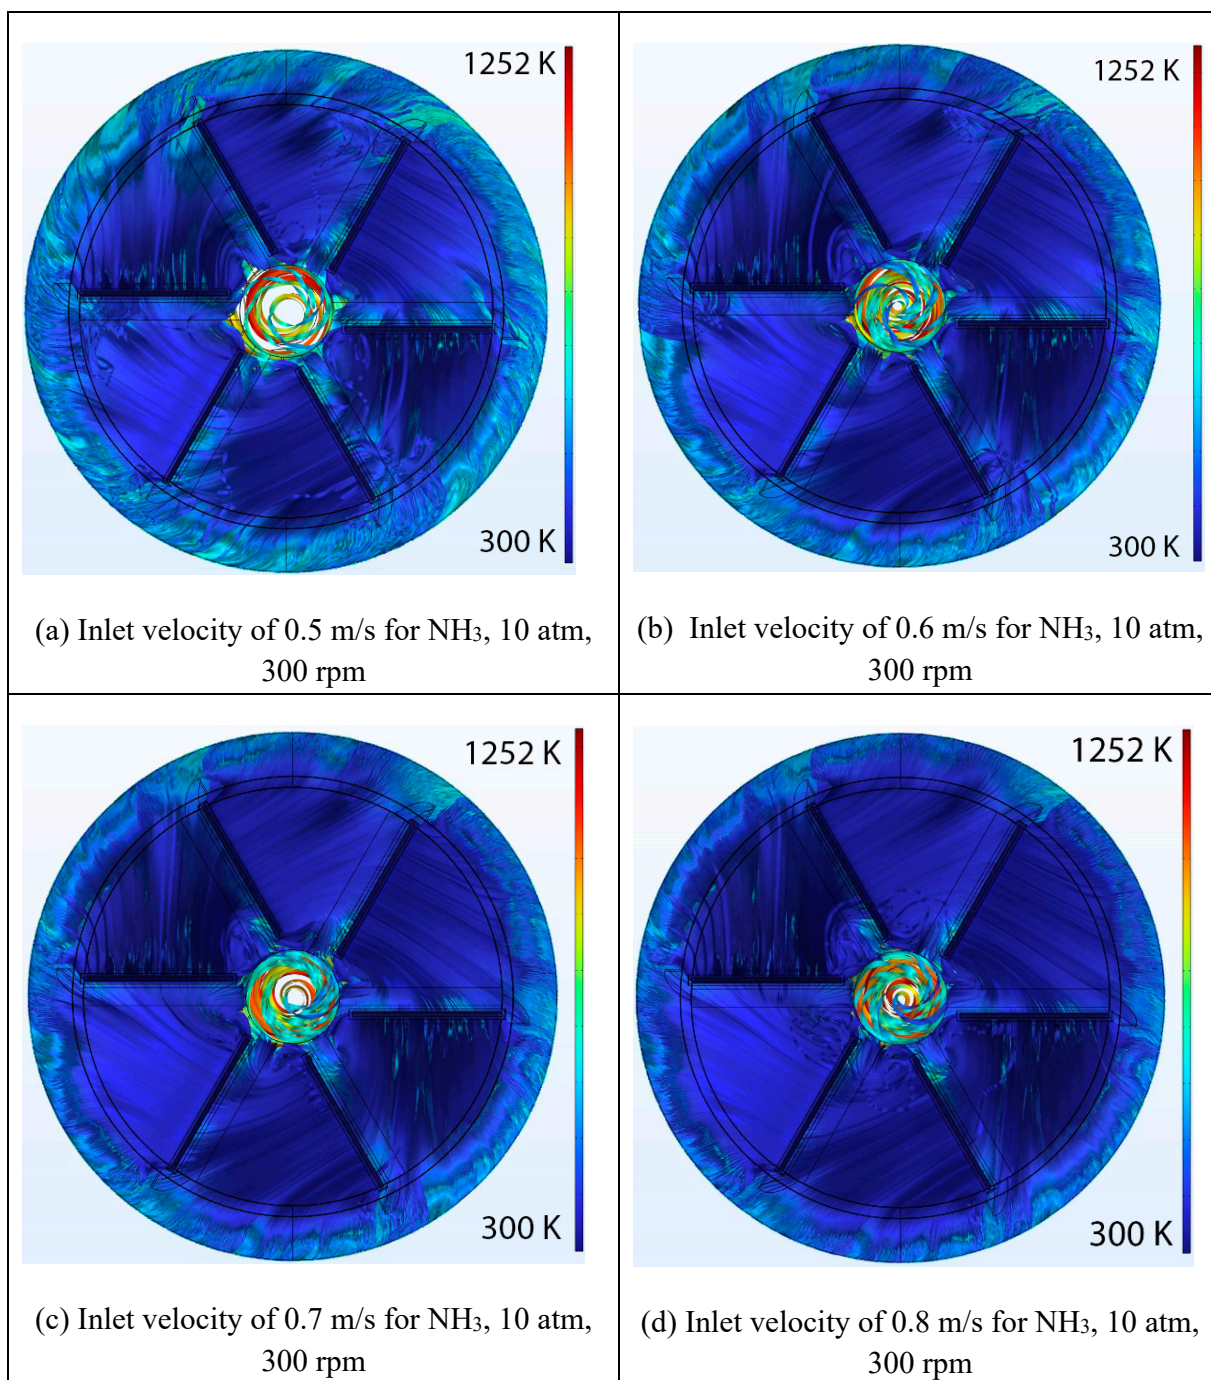 1252 K
300 K
(a) Inlet velocity of 0.5 m/s for NH₃, 10 atm,
300 rpm
1252 K
300 K
(b) Inlet velocity of 0.6 m/s for NH₃, 10 atm,
300 rpm
1252 K
300 K
(c) Inlet velocity of 0.7 m/s for NH₃, 10 atm,
300 rpm
1252 K
300 K
(d) Inlet velocity of 0.8 m/s for NH₃, 10 atm,
300 rpm